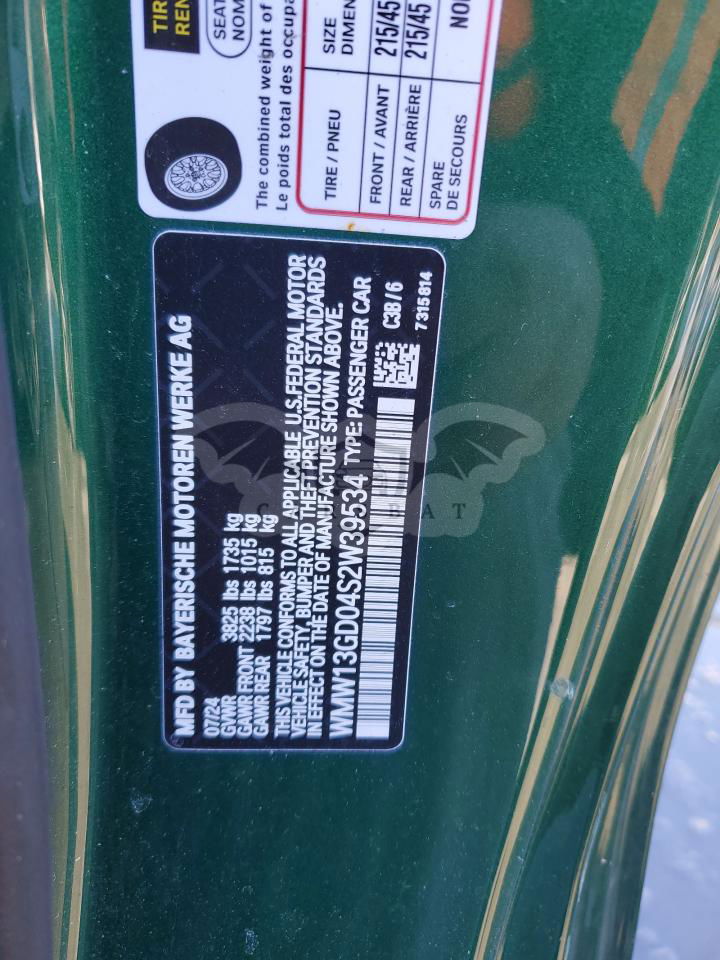 TIR
REN
SEAT
NOM
The combined weight of
Le poids total des occupa
TIRE / PNEU
SIZE
DIMEN
FRONT / AVANT
215/45
REAR / ARRIÈRE
215/45
SPARE
DE SECOURS
NON
MFD BY BAYERISCHE MOTOREN WERKE AG
07/24
GVWR 3825 lbs 1735 kg
GAWR FRONT 2238 lbs 1015 kg
GAWR REAR 1797 lbs 815 kg
THIS VEHICLE CONFORMS TO ALL APPLICABLE U.S.FEDERAL MOTOR
VEHICLE SAFETY, BUMPER AND THEFT PREVENTION STANDARDS
IN EFFECT ON THE DATE OF MANUFACTURE SHOWN ABOVE.
WMW13GD04S2W39534 TYPE: PASSENGER CAR
C3B / 6
7315814